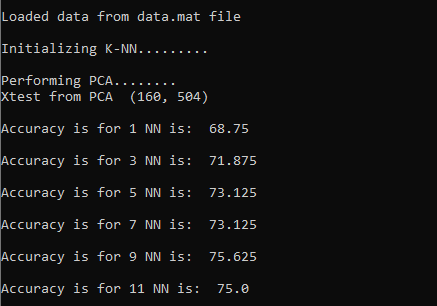 Loaded data from data.mat file
Initializing K-NN.........
Performing PCA........
Xtest from PCA  (160, 504)
Accuracy is for 1 NN is:  68.75
Accuracy is for 3 NN is:  71.875
Accuracy is for 5 NN is:  73.125
Accuracy is for 7 NN is:  73.125
Accuracy is for 9 NN is:  75.625
Accuracy is for 11 NN is:  75.0